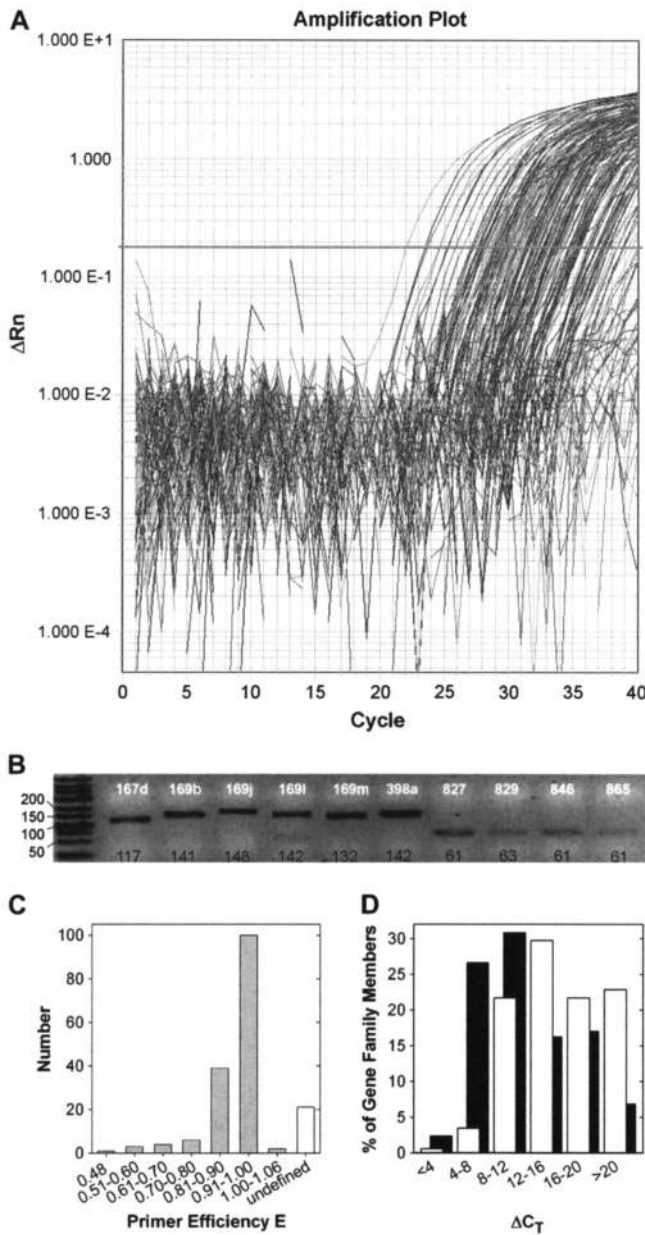 A
Amplification Plot
1.000 E+1
1.000
1.000 E-1
1.000 E-2
1.000 E-3
1.000 E-4
ΔRn
0 5 10 15 20 25 30 35 40
Cycle
B
167d 169b 169j 169l 169m 398a 827 829 846 865
200
150
100
50
117 141 148 142 132 142 61 63 61 61
C
100
80
60
40
20
0
Number
0.48 0.51-0.60 0.61-0.70 0.70-0.80 0.81-0.90 0.91-1.00 1.00-1.06 undefined
Primer Efficiency E
D
30
25
20
15
10
5
0
% of Gene Family Members
<4 4-8 8-12 12-16 16-20 >20
ΔC_T